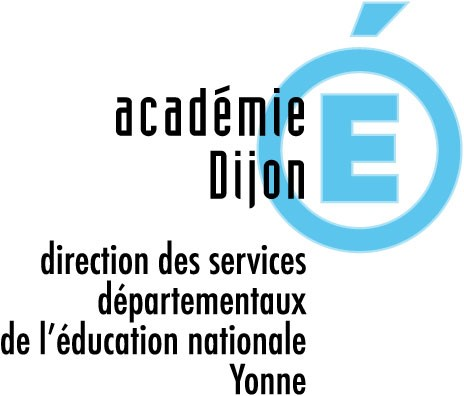 académie
Dijon
É
direction des services
départementaux
de l'éducation nationale
Yonne